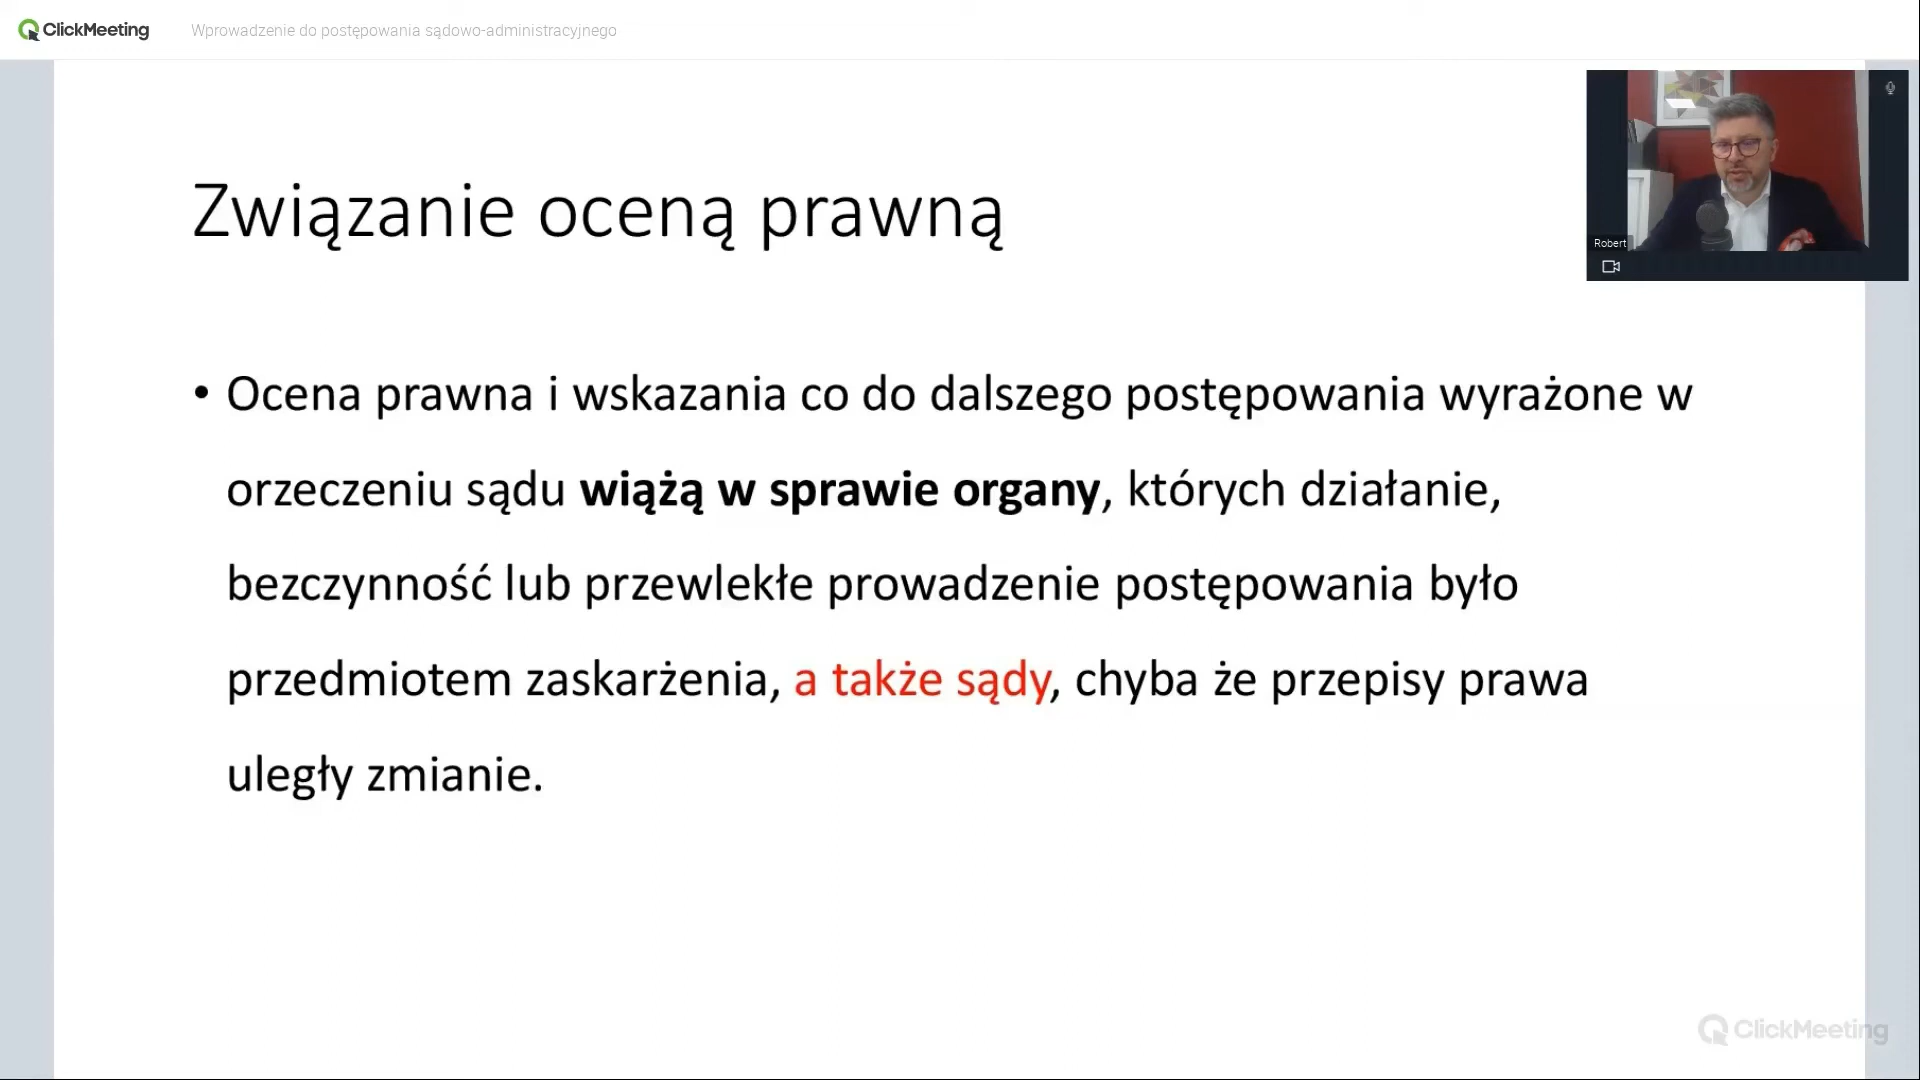 ClickMeeting
Wprowadzenie do postępowania sądowo-administracyjnego
Związanie oceną prawną
Robert
• Ocena prawna i wskazania co do dalszego postępowania wyrażone w
orzeczeniu sądu wiążą w sprawie organy, których działanie,
bezczynność lub przewlekłe prowadzenie postępowania było
przedmiotem zaskarżenia, a także sądy, chyba że przepisy prawa
uległy zmianie.
ClickMeeting